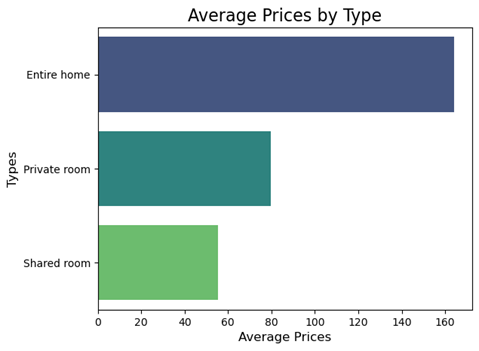 Average Prices by Type
Types
Entire home
Private room
Shared room
0 20 40 60 80 100 120 140 160
Average Prices